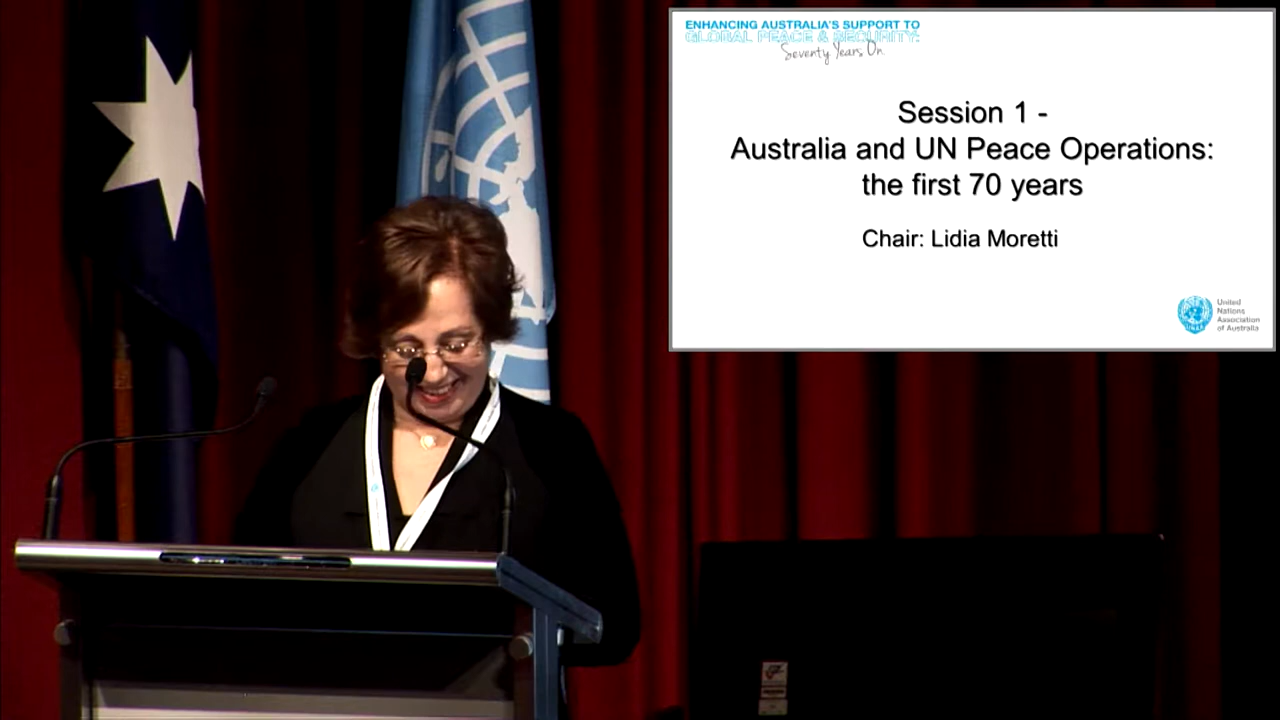 ENHANCING AUSTRALIA'S SUPPORT TO
GLOBAL PEACE & SECURITY:
Seventy Years On
Session 1 -
Australia and UN Peace Operations:
the first 70 years
Chair: Lidia Moretti
United
Nations
Association
of Australia